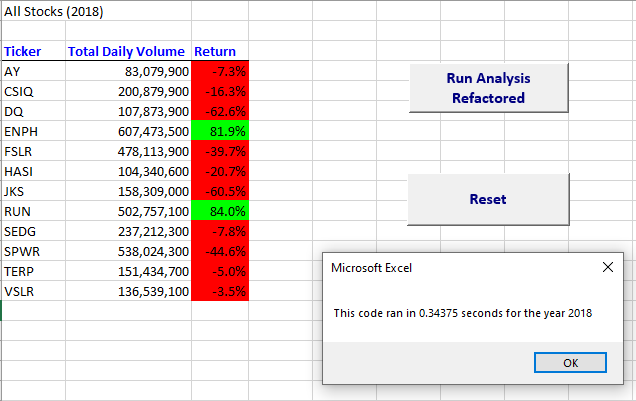 All Stocks (2018)
Ticker Total Daily Volume Return
AY 83,079,900 -7.3%
CSIQ 200,879,900 -16.3%
DQ 107,873,900 -62.6%
ENPH 607,473,500 81.9%
FSLR 478,113,900 -39.7%
HASI 104,340,600 -20.7%
JKS 158,309,000 -60.5%
RUN 502,757,100 84.0%
SEDG 237,212,300 -7.8%
SPWR 538,024,300 -44.6%
TERP 151,434,700 -5.0%
VSLR 136,539,100 -3.5%
Run Analysis
Refactored
Reset
Microsoft Excel
This code ran in 0.34375 seconds for the year 2018
OK